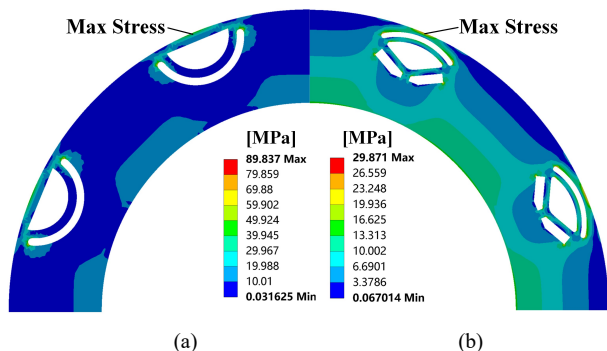 Max Stress
Max Stress
[MPa]
89.837 Max
79.859
69.88
59.902
49.924
39.945
29.967
19.988
10.01
0.031625 Min
[MPa]
29.871 Max
26.559
23.248
19.936
16.625
13.313
10.002
6.6901
3.3786
0.067014 Min
(a)
(b)